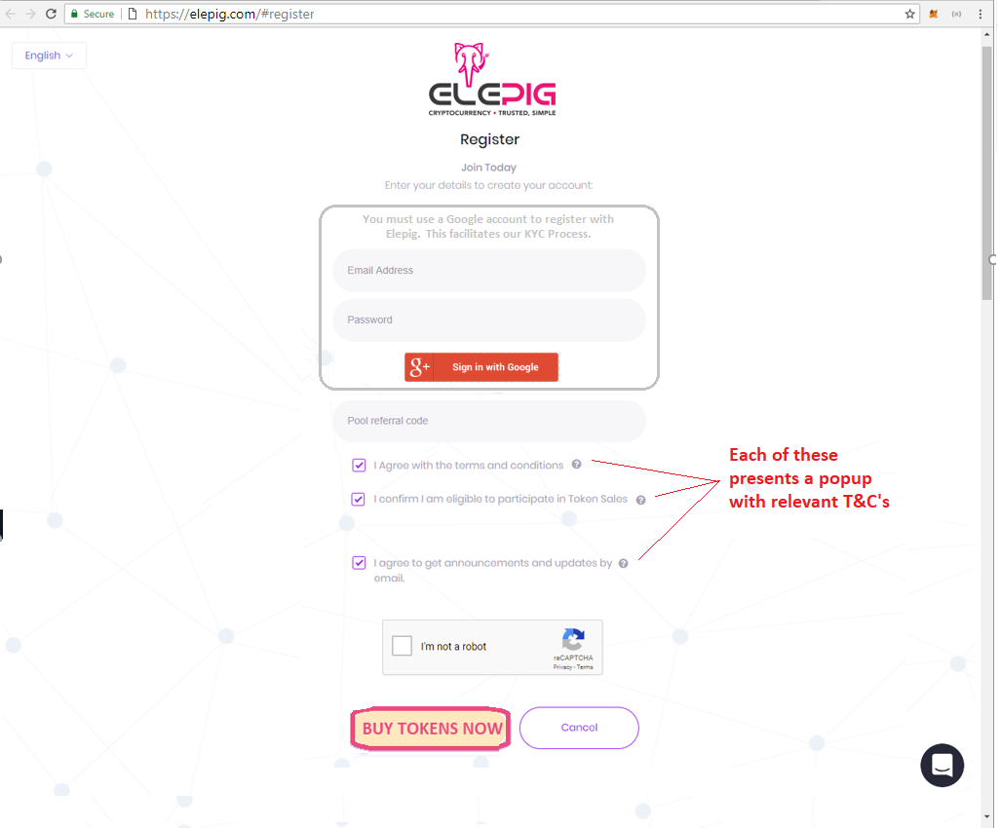 Secure
https://elepig.com/#register
English
ELEPIG
CRYPTOCURRENCY • TRUSTED, SIMPLE
Register
Join Today
Enter your details to create your account:
You must use a Google account to register with
Elepig. This facilitates our KYC Process.
Email Address
Password
g+ Sign in with Google
Pool referral code
I Agree with the terms and conditions ?
I confirm I am eligible to participate in Token Sales ?
I agree to get announcements and updates by ?
email.
Each of these
presents a popup
with relevant T&C's
I'm not a robot
reCAPTCHA
Privacy - Terms
BUY TOKENS NOW
Cancel